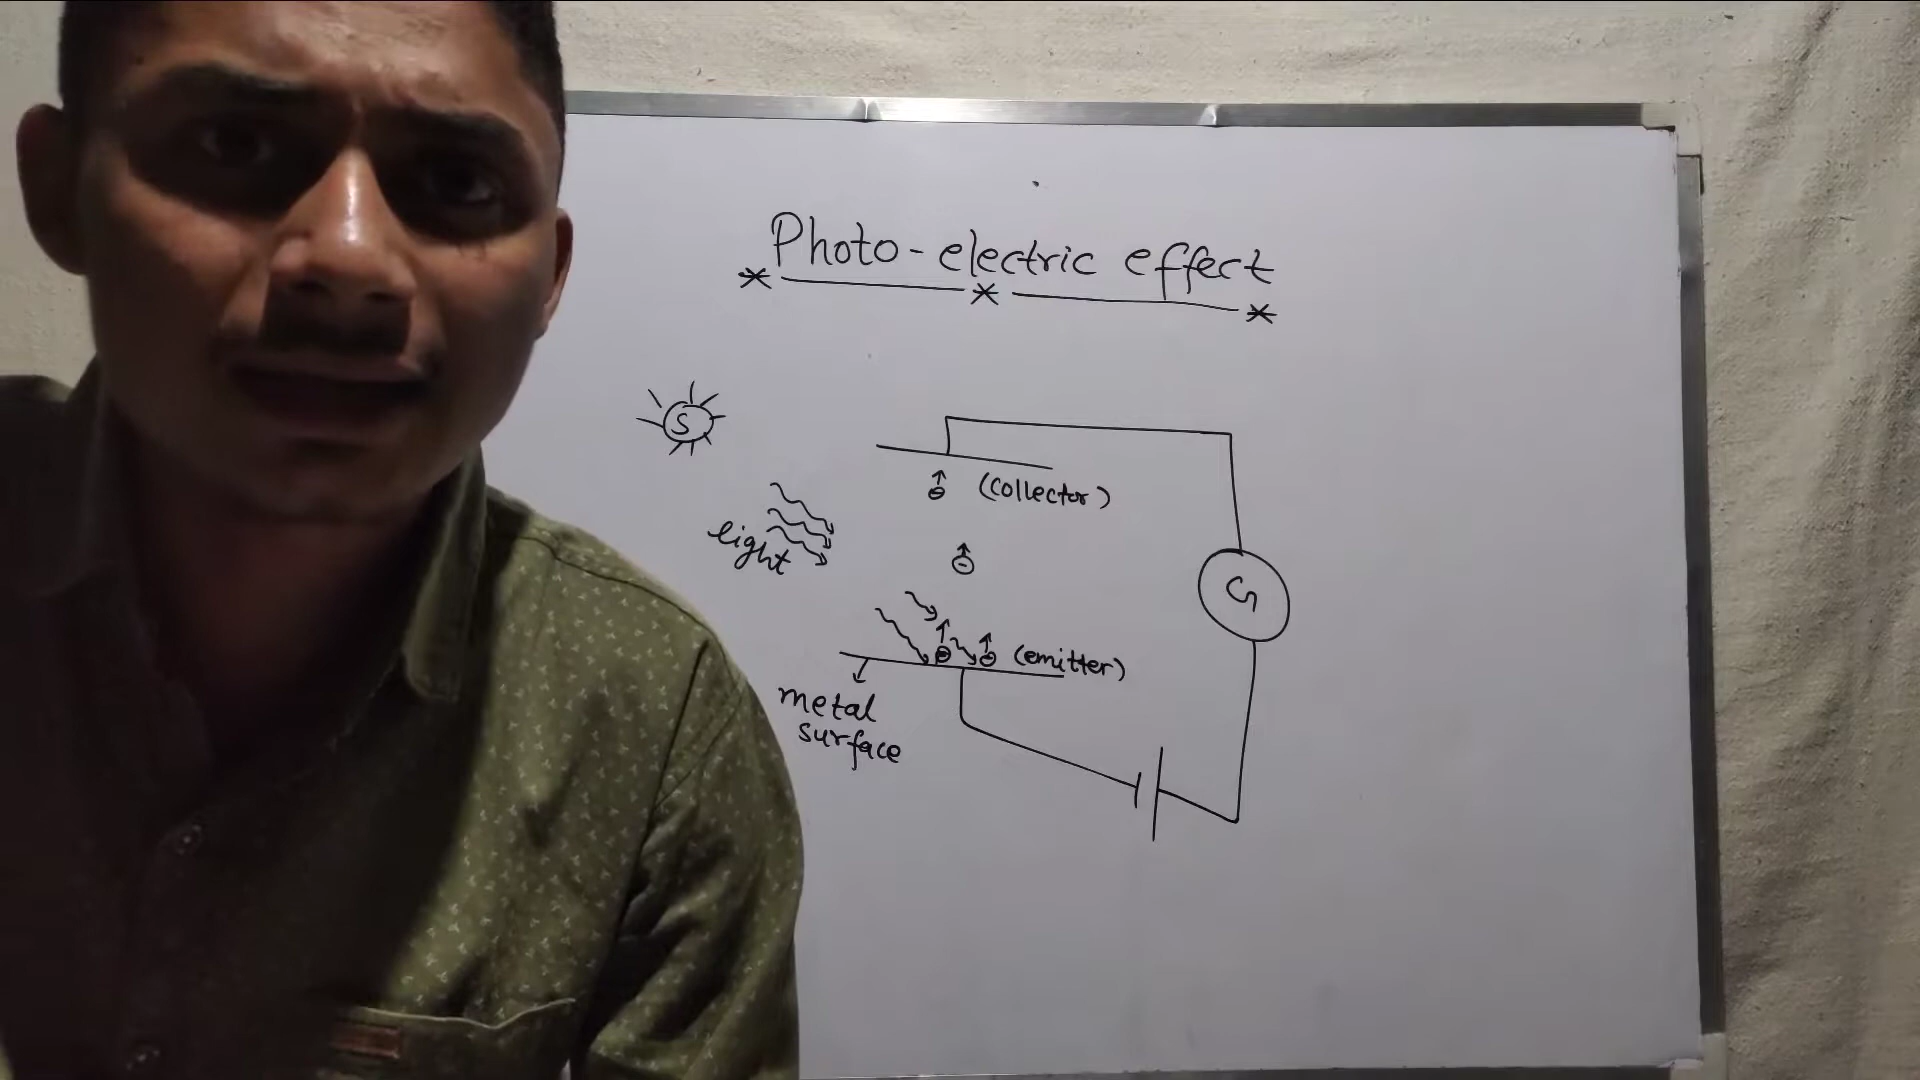 Photo-electric effect
S
(collector)
light
G
(emitter)
metal
surface